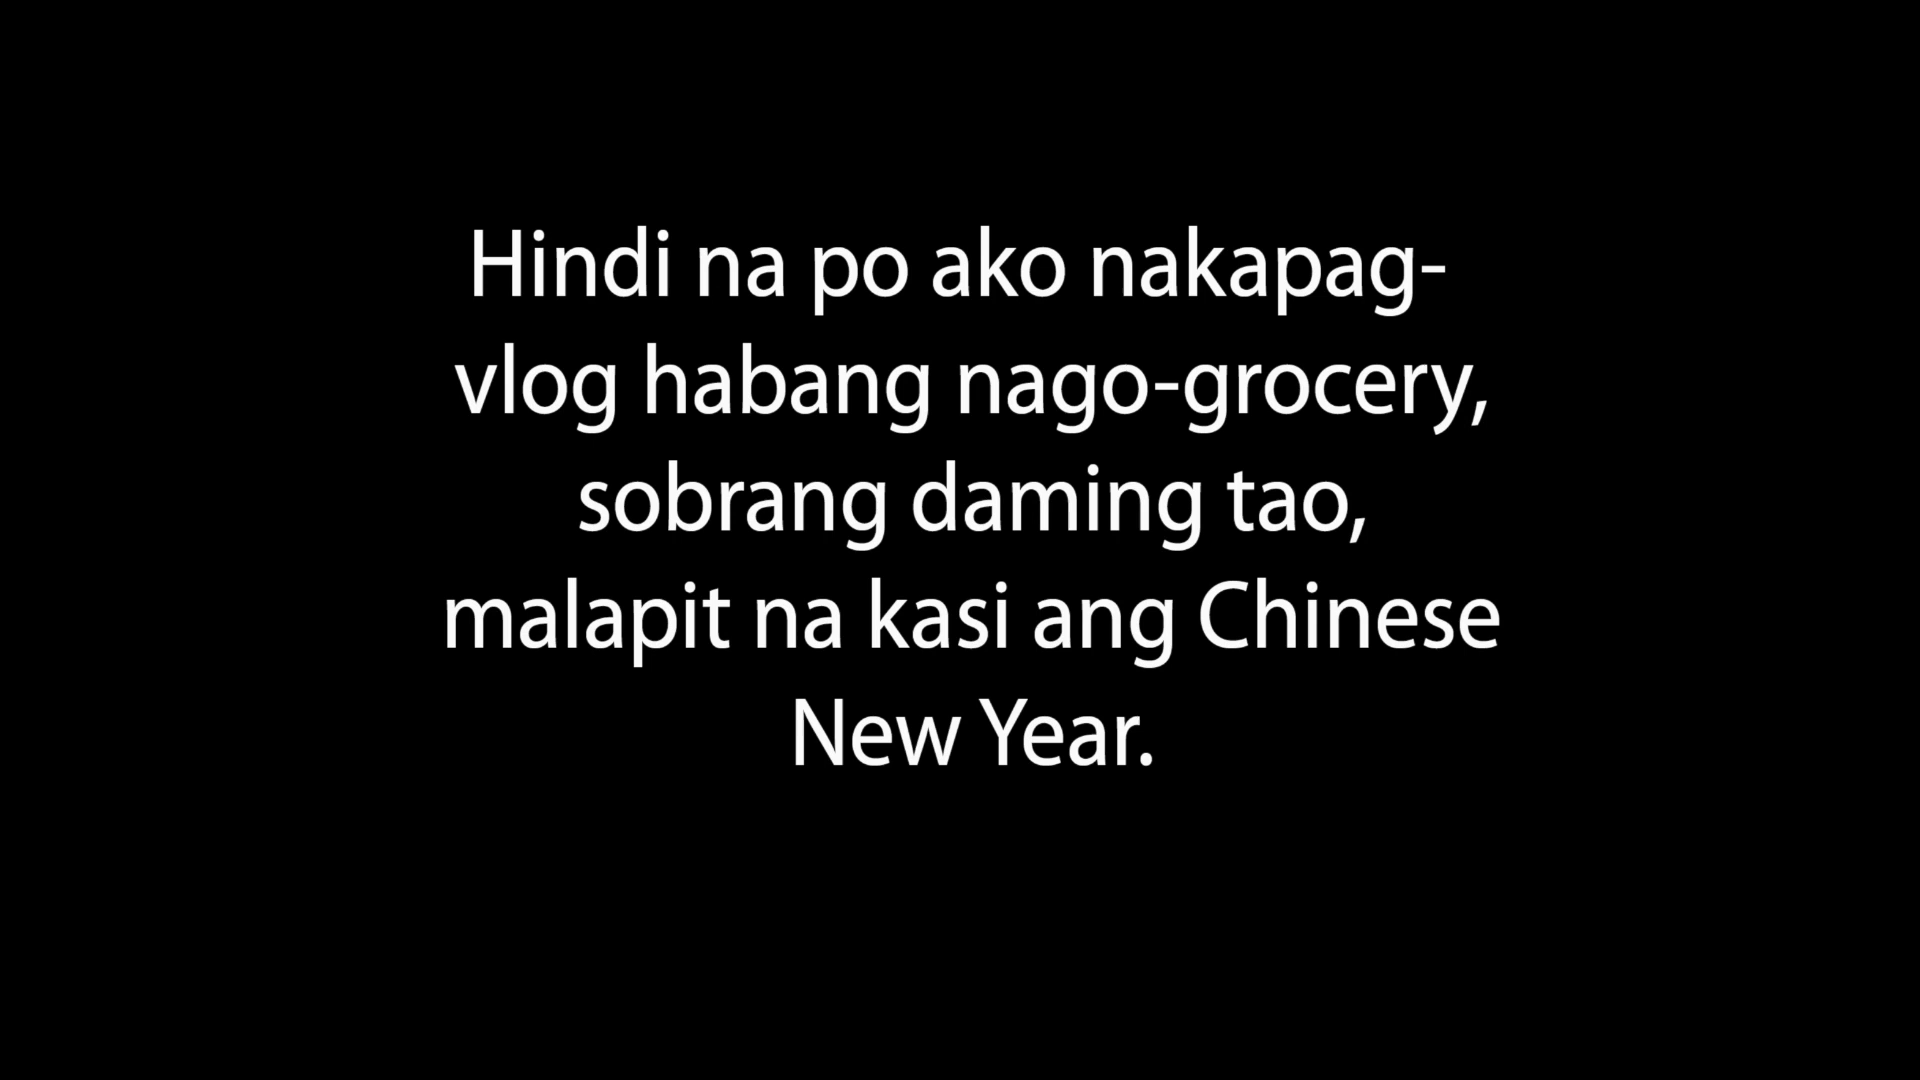 Hindi na po ako nakapag-
vlog habang nago-grocery,
sobrang daming tao,
malapit na kasi ang Chinese
New Year.